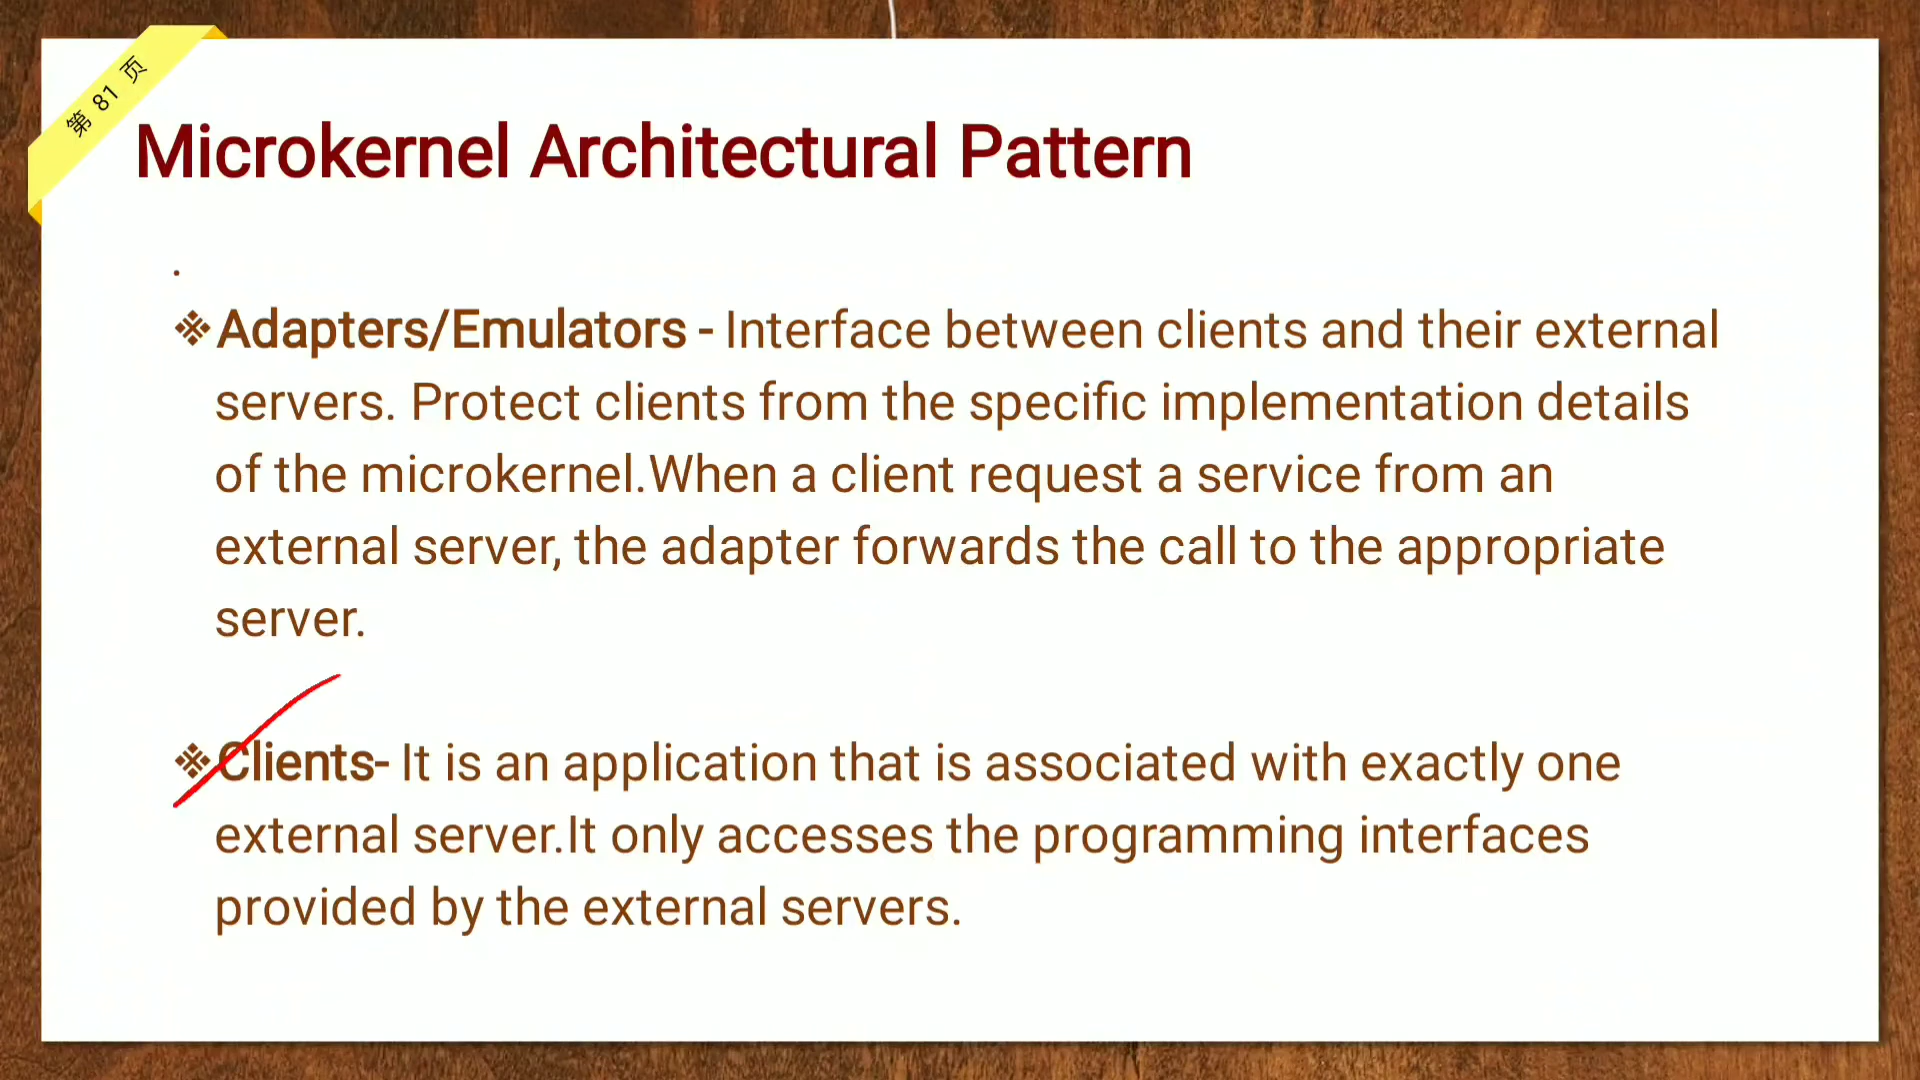 第 81 页
Microkernel Architectural Pattern
.
❖Adapters/Emulators - Interface between clients and their external
servers. Protect clients from the specific implementation details
of the microkernel.When a client request a service from an
external server, the adapter forwards the call to the appropriate
server.
❖Clients- It is an application that is associated with exactly one
external server.It only accesses the programming interfaces
provided by the external servers.